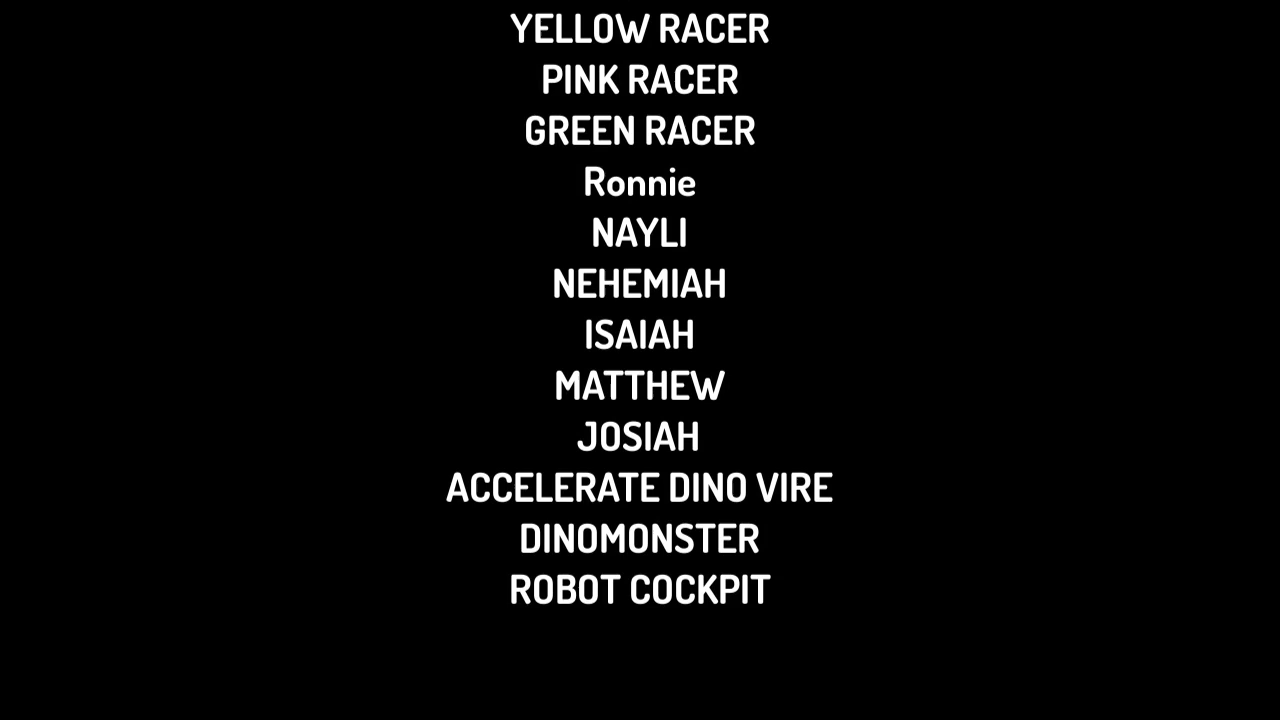 YELLOW RACER
PINK RACER
GREEN RACER
Ronnie
NAYLI
NEHEMIAH
ISAIAH
MATTHEW
JOSIAH
ACCELERATE DINO VIRE
DINOMONSTER
ROBOT COCKPIT